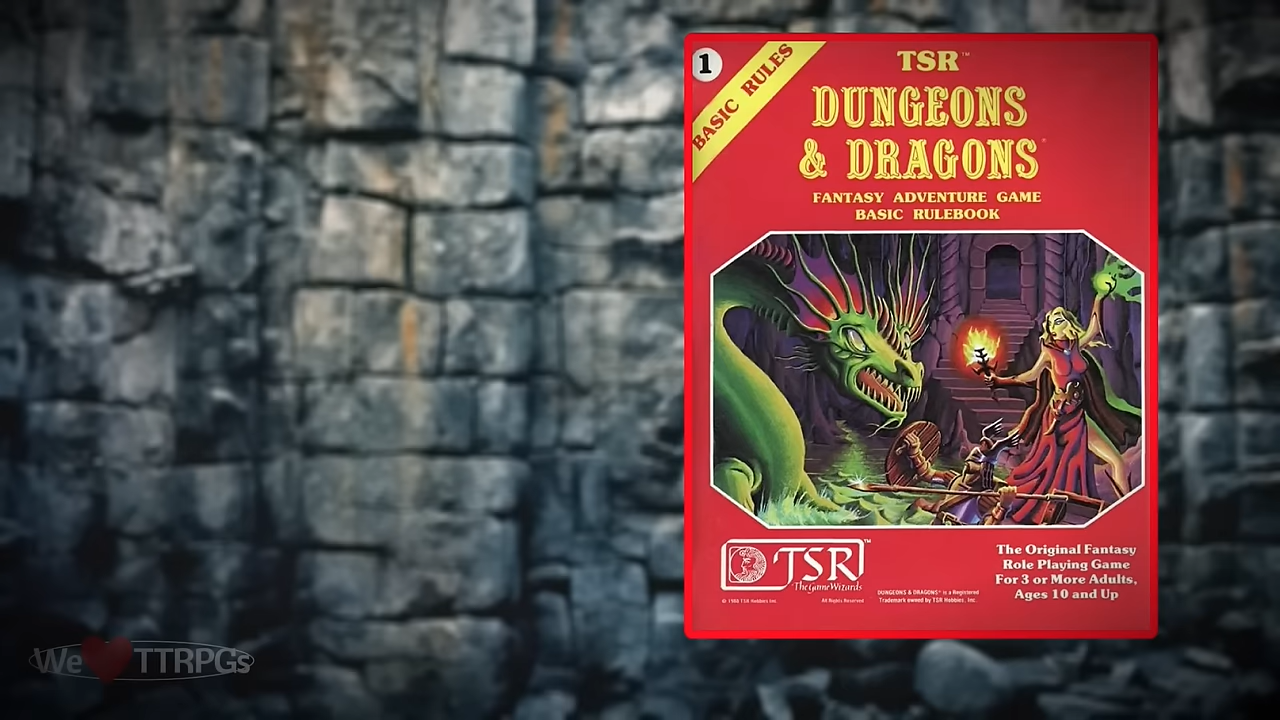 1
BASIC RULES
TSR™
DUNGEONS
& DRAGONS®
FANTASY ADVENTURE GAME
BASIC RULEBOOK
TSR™
The Game Wizards
© 1980 TSR Hobbies Inc.
All Rights Reserved
DUNGEONS & DRAGONS® is a Registered
Trademark owned by TSR Hobbies, Inc.
The Original Fantasy
Role Playing Game
For 3 or More Adults,
Ages 10 and Up
We TTRPGs